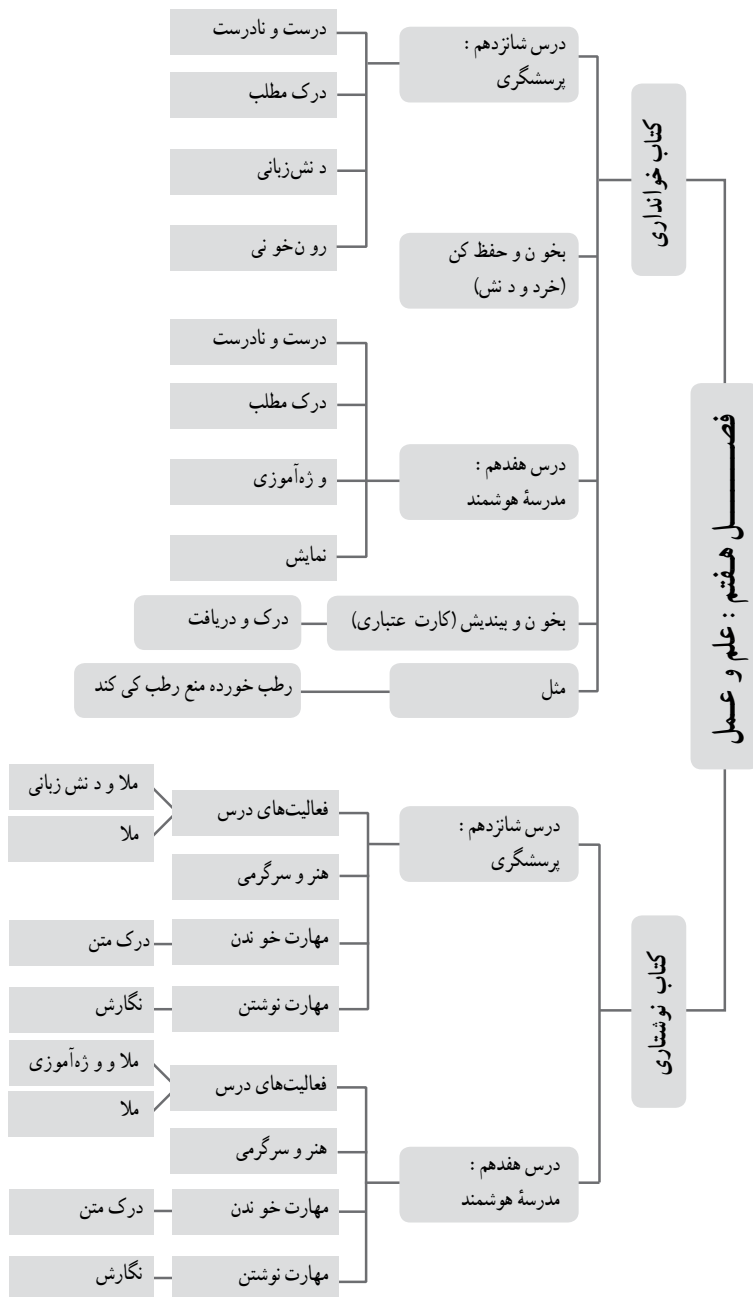 فصل هفتم : علم و عمل
کتاب خوانداری
درس شانزدهم :
پرسشگری
درست و نادرست
درک مطلب
د نش‌زبانی
رو ن‌خو نی
بخو ن و حفظ کن
(خرد و د نش)
درس هفدهم :
مدرسهٔ هوشمند
درست و نادرست
درک مطلب
و ژه‌آموزی
نمایش
بخو ن و بیندیش (کارت عتباری)
درک و دریافت
مثل
رطب خورده منع رطب کی کند
کتاب نوشتاری
درس شانزدهم :
پرسشگری
فعالیت‌های درس
ملا و د نش زبانی
ملا
هنر و سرگرمی
مهارت خو ندن
درک متن
مهارت نوشتن
نگارش
درس هفدهم :
مدرسهٔ هوشمند
فعالیت‌های درس
ملا و و ژه‌آموزی
ملا
هنر و سرگرمی
مهارت خو ندن
درک متن
مهارت نوشتن
نگارش